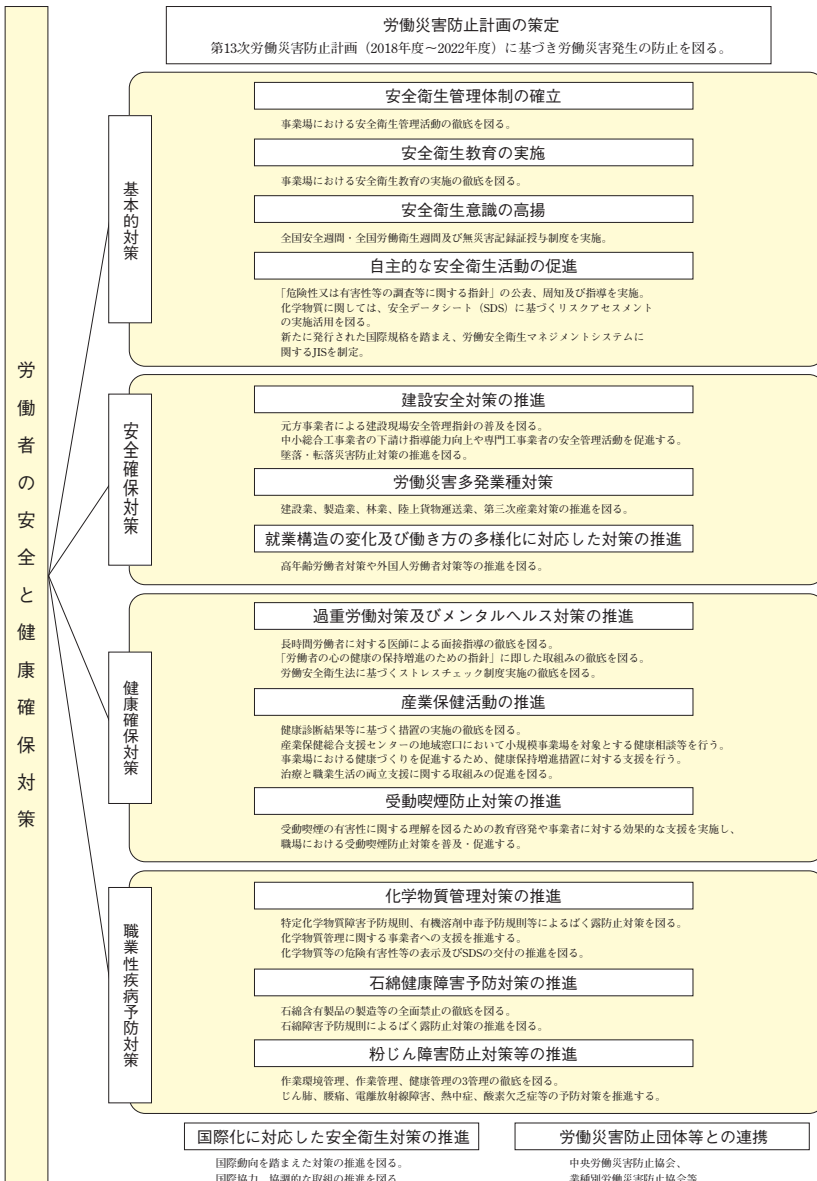 労働災害防止計画の策定
第13次労働災害防止計画（2018年度～2022年度）に基づき労働災害発生の防止を図る。
労働者の安全と健康確保対策
基本的対策
安全衛生管理体制の確立
事業場における安全衛生管理活動の徹底を図る。
安全衛生教育の実施
事業場における安全衛生教育の実施の徹底を図る。
安全衛生意識の高揚
全国安全週間・全国労働衛生週間及び無災害記録証授与制度を実施。
自主的な安全衛生活動の促進
「危険性又は有害性等の調査等に関する指針」の公表、周知及び指導を実施。
化学物質に関しては、安全データシート（SDS）に基づくリスクアセスメント
の実施活用を図る。
新たに発行された国際規格を踏まえ、労働安全衛生マネジメントシステムに
関するJISを制定。
安全確保対策
建設安全対策の推進
元方事業者による建設現場安全管理指針の普及を図る。
中小総合工事業者の下請け指導能力向上や専門工事業者の安全管理活動を促進する。
墜落・転落災害防止対策の推進を図る。
労働災害多発業種対策
建設業、製造業、林業、陸上貨物運送業、第三次産業対策の推進を図る。
就業構造の変化及び働き方の多様化に対応した対策の推進
高年齢労働者対策や外国人労働者対策等の推進を図る。
健康確保対策
過重労働対策及びメンタルヘルス対策の推進
長時間労働者に対する医師による面接指導の徹底を図る。
「労働者の心の健康の保持増進のための指針」に即した取組みの徹底を図る。
労働安全衛生法に基づくストレスチェック制度実施の徹底を図る。
産業保健活動の推進
健康診断結果等に基づく措置の実施の徹底を図る。
産業保健総合支援センターの地域窓口において小規模事業場を対象とする健康相談等を行う。
事業場における健康づくりを促進するため、健康保持増進措置に対する支援を行う。
治療と職業生活の両立支援に関する取組みの促進を図る。
受動喫煙防止対策の推進
受動喫煙の有害性に関する理解を図るための教育啓発や事業者に対する効果的な支援を実施し、
職場における受動喫煙防止対策を普及・促進する。
職業性疾病予防対策
化学物質管理対策の推進
特定化学物質障害予防規則、有機溶剤中毒予防規則等によるばく露防止対策を図る。
化学物質管理に関する事業者への支援を推進する。
化学物質等の危険有害性等の表示及びSDSの交付の推進を図る。
石綿健康障害予防対策の推進
石綿含有製品の製造等の全面禁止の徹底を図る。
石綿障害予防規則によるばく露防止対策の推進を図る。
粉じん障害防止対策等の推進
作業環境管理、作業管理、健康管理の3管理の徹底を図る。
じん肺、腰痛、電離放射線障害、熱中症、酸素欠乏症等の予防対策を推進する。
国際化に対応した安全衛生対策の推進
国際動向を踏まえた対策の推進を図る。
国際協力、協調的な取組の推進を図る
労働災害防止団体等との連携
中央労働災害防止協会、
業種別労働災害防止協会等